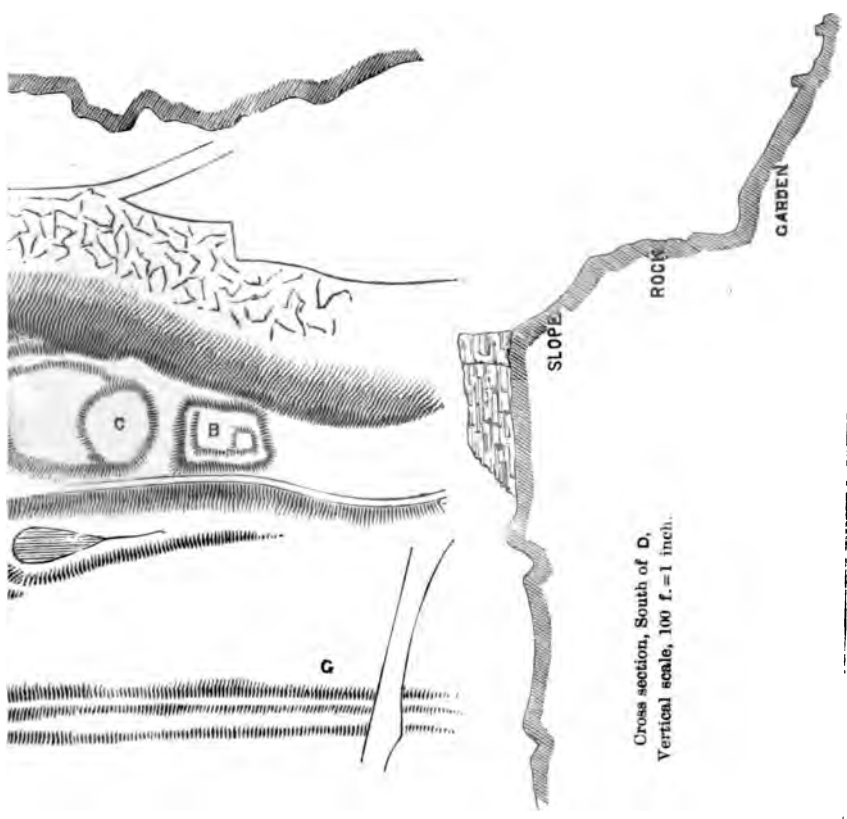 GARDEN
ROCK
SLOPE
C
B
G
Cross section, South of D,
Vertical scale, 100 f.=1 inch.